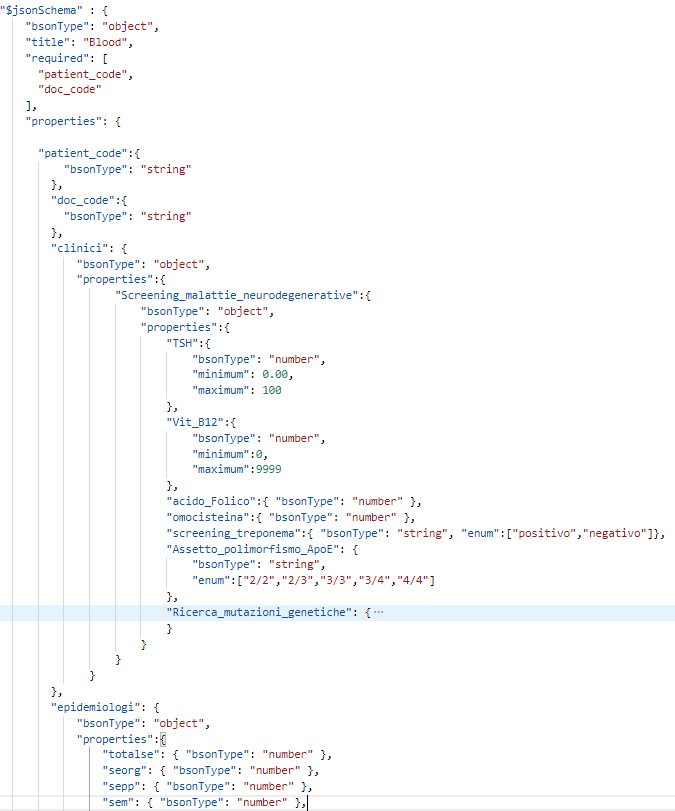 "$jsonSchema" : {
"bsonType": "object",
"title": "Blood",
"required": [
"patient_code",
"doc_code"
],
"properties": {
"patient_code":{
"bsonType": "string"
},
"doc_code":{
"bsonType": "string"
},
"clinici": {
"bsonType": "object",
"properties":{
"Screening_malattie_neurodegenerative":{
"bsonType": "object",
"properties":{
"TSH":{
"bsonType": "number",
"minimum": 0.00,
"maximum": 100
},
"Vit_B12":{
"bsonType": "number",
"minimum":0,
"maximum":9999
},
"acido_Folico":{ "bsonType": "number" },
"omocisteina":{ "bsonType": "number" },
"screening_treponema":{ "bsonType": "string", "enum":["positivo","negativo"]},
"Assetto_polimorfismo_ApoE": {
"bsonType": "string",
"enum":["2/2","2/3","3/3","3/4","4/4"]
},
"Ricerca_mutazioni_genetiche": {···
}
}
}
}
},
"epidemiologi": {
"bsonType": "object",
"properties":{
"totalse": { "bsonType": "number" },
"seorg": { "bsonType": "number" },
"sepp": { "bsonType": "number" },
"sem": { "bsonType": "number" },